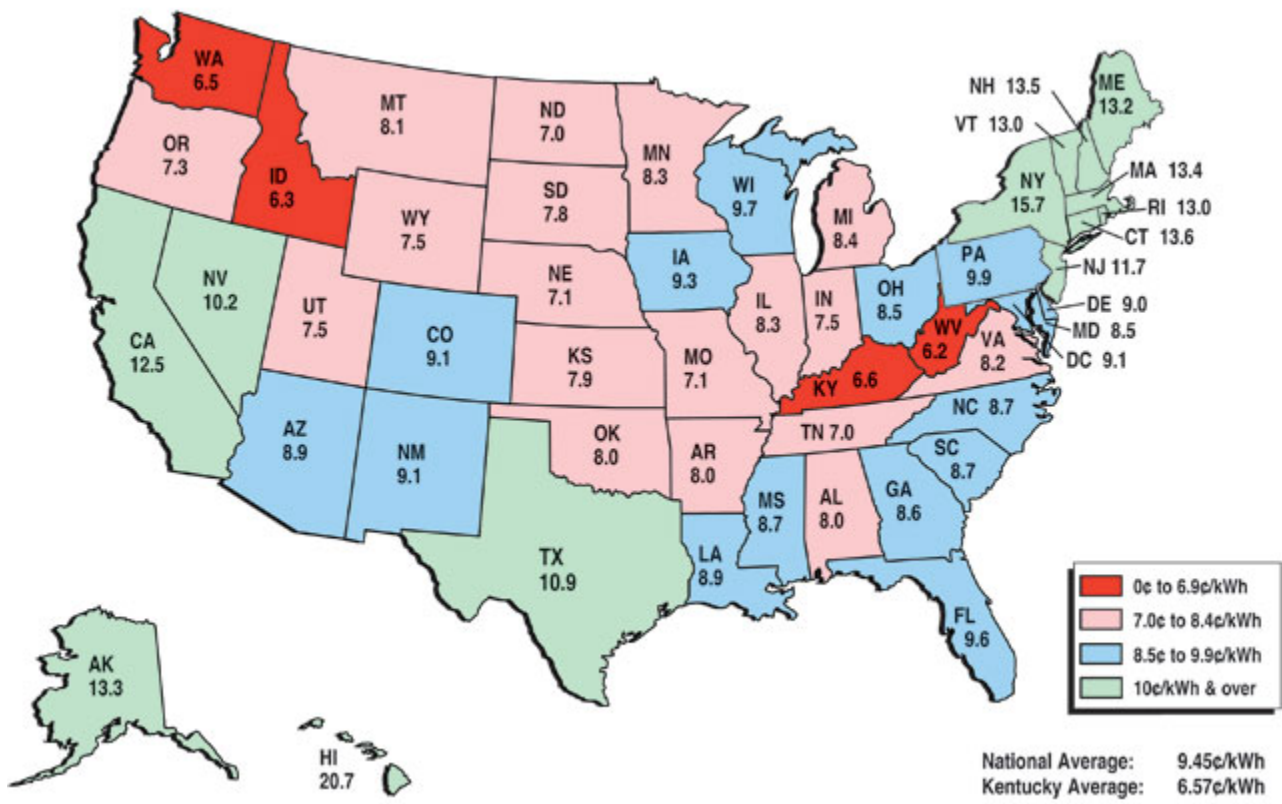 WA
6.5
MT
8.1
ND
7.0
MN
8.3
NH 13.5
ME
13.2
VT 13.0
OR
7.3
ID
6.3
WY
7.5
SD
7.8
WI
9.7
MI
8.4
NY
15.7
MA 13.4
RI 13.0
CT 13.6
NJ 11.7
PA
9.9
DE 9.0
MD 8.5
DC 9.1
NV
10.2
UT
7.5
NE
7.1
IA
9.3
IL
8.3
IN
7.5
OH
8.5
WV
6.2
VA
8.2
CA
12.5
CO
9.1
KS
7.9
MO
7.1
KY 6.6
NC 8.7
TN 7.0
SC
8.7
AZ
8.9
NM
9.1
OK
8.0
AR
8.0
MS
8.7
AL
8.0
GA
8.6
TX
10.9
LA
8.9
FL
9.6
AK
13.3
HI
20.7
0¢ to 6.9¢/kWh
7.0¢ to 8.4¢/kWh
8.5¢ to 9.9¢/kWh
10¢/kWh & over
National Average: 9.45¢/kWh
Kentucky Average: 6.57¢/kWh